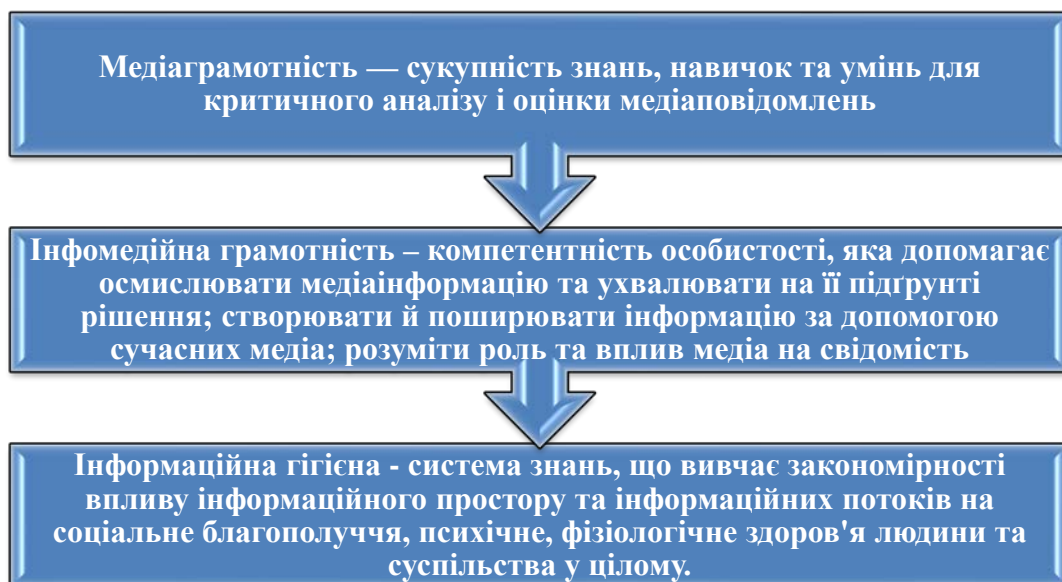 Медіаграмотність — сукупність знань, навичок та умінь для
критичного аналізу і оцінки медіаповідомлень
Інфомедійна грамотність – компетентність особистості, яка допомагає
осмислювати медіаінформацію та ухвалювати на її підґрунті
рішення; створювати й поширювати інформацію за допомогою
сучасних медіа; розуміти роль та вплив медіа на свідомість
Інформаційна гігієна - система знань, що вивчає закономірності
впливу інформаційного простору та інформаційних потоків на
соціальне благополуччя, психічне, фізіологічне здоров'я людини та
суспільства у цілому.